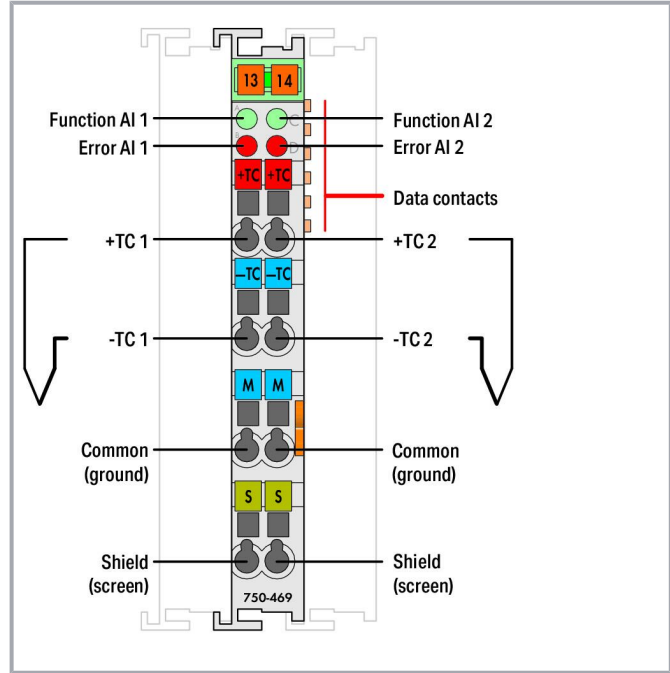 13 14
Function AI 1
Function AI 2
C
Error AI 1
Error AI 2
D
+TC +TC
Data contacts
+TC 1
+TC 2
–TC –TC
-TC 1
-TC 2
M M
Common
(ground)
Common
(ground)
S S
Shield
(screen)
Shield
(screen)
750-469